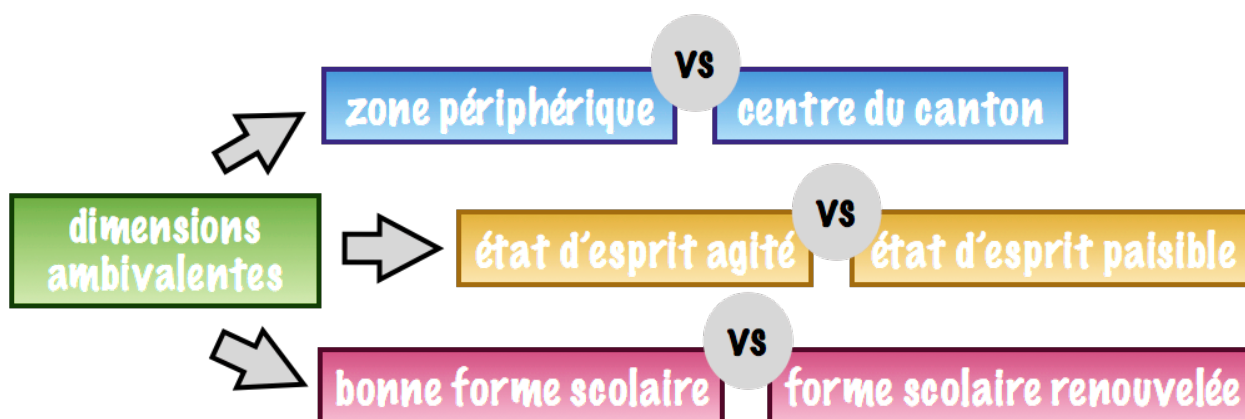 zone périphérique vs centre du canton
dimensions
ambivalentes
état d'esprit agité vs état d'esprit paisible
bonne forme scolaire vs forme scolaire renouvelée